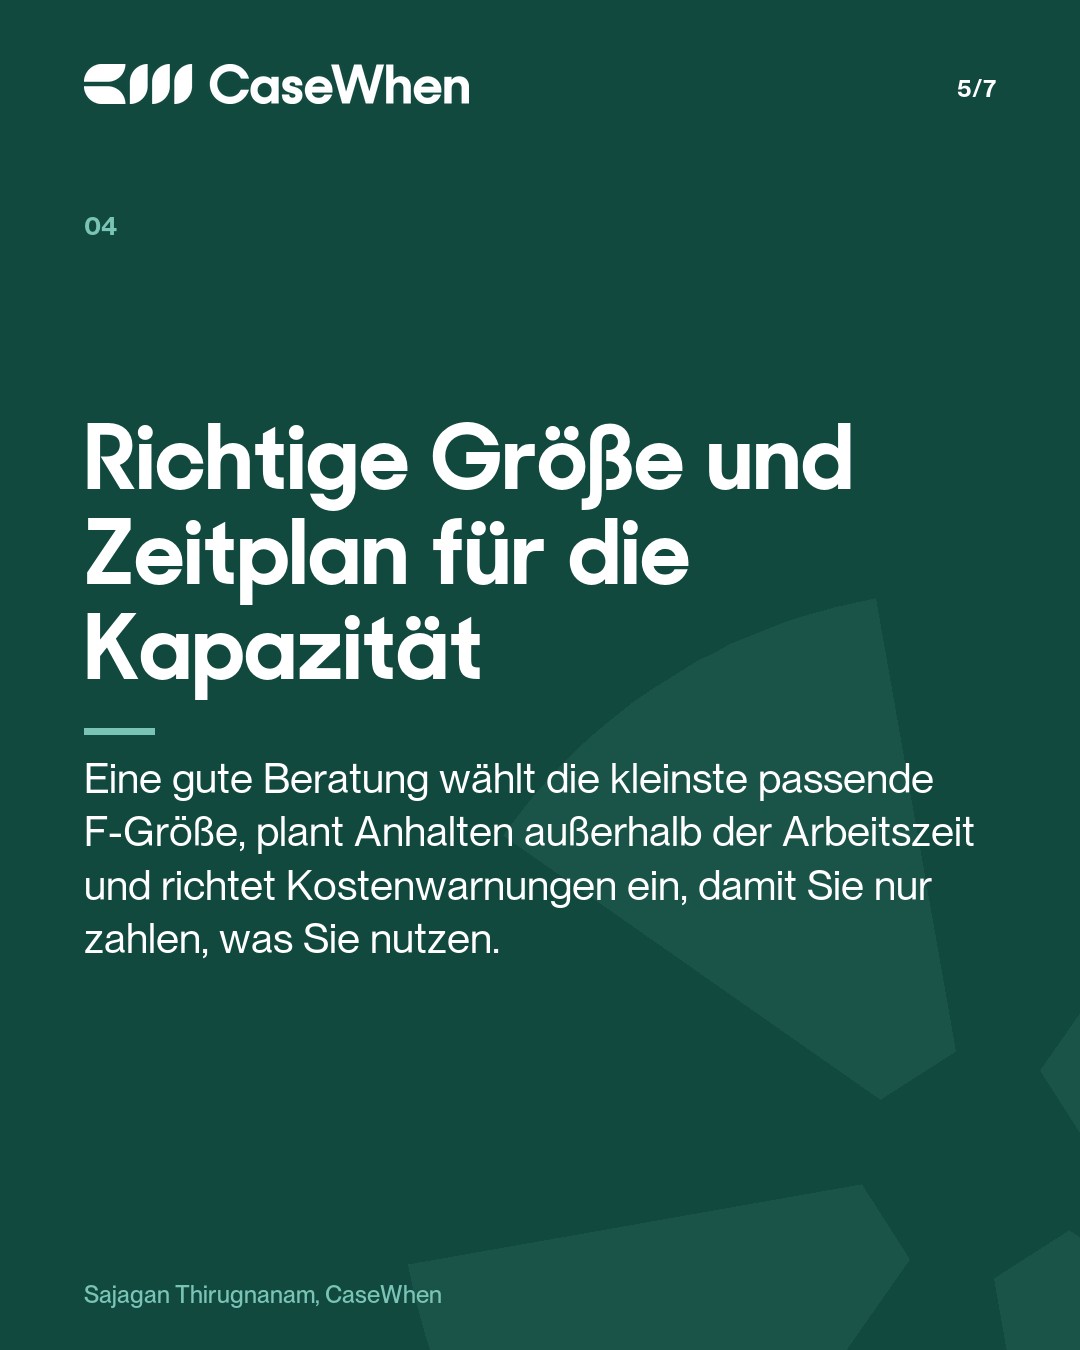 CaseWhen
5/7
04
Richtige Größe und
Zeitplan für die
Kapazität
Eine gute Beratung wählt die kleinste passende
F-Größe, plant Anhalten außerhalb der Arbeitszeit
und richtet Kostenwarnungen ein, damit Sie nur
zahlen, was Sie nutzen.
Sajagan Thirugnanam, CaseWhen